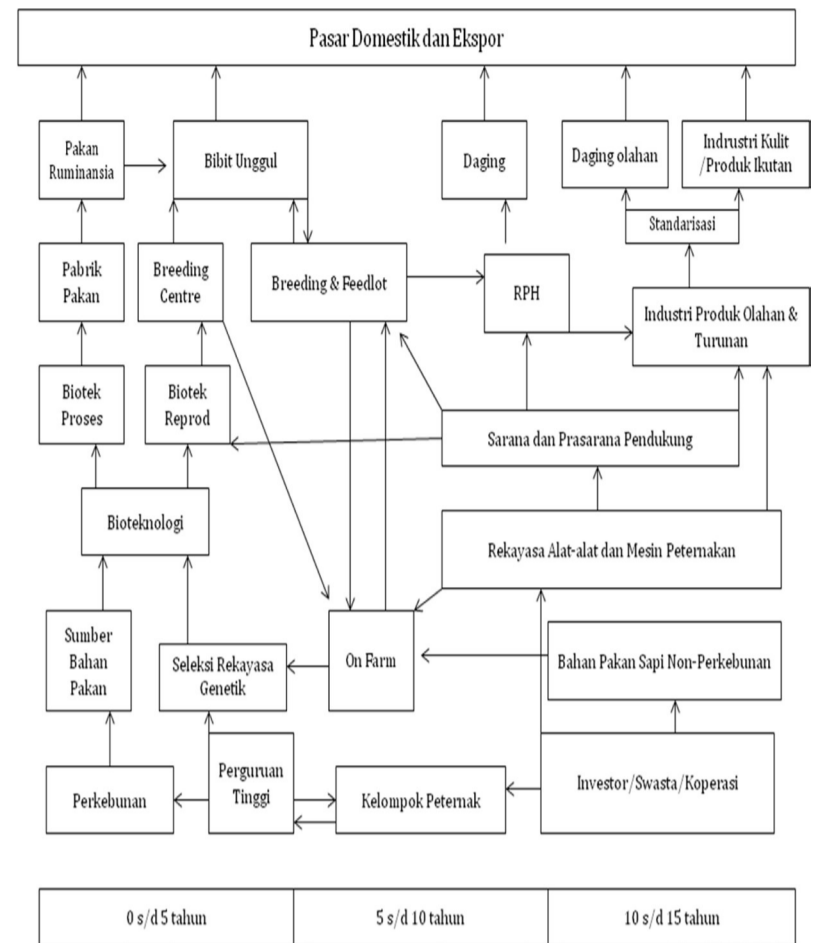 Pasar Domestik dan Ekspor
Pakan
Ruminansia
Bibit Unggul
Daging
Daging olahan
Indrustri Kulit
/Produk Ikutan
Standarisasi
Pabrik
Pakan
Breeding
Centre
Breeding & Feedlot
RPH
Industri Produk Olahan &
Turunan
Biotek
Proses
Biotek
Reprod
Sarana dan Prasarana Pendukung
Bioteknologi
Rekayasa Alat-alat dan Mesin Peternakan
Sumber
Bahan
Pakan
Seleksi Rekayasa
Genetik
On Farm
Bahan Pakan Sapi Non-Perkebunan
Perkebunan
Perguruan
Tinggi
Kelompok Peternak
Investor/Swasta/Koperasi
0 s/d 5 tahun
5 s/d 10 tahun
10 s/d 15 tahun